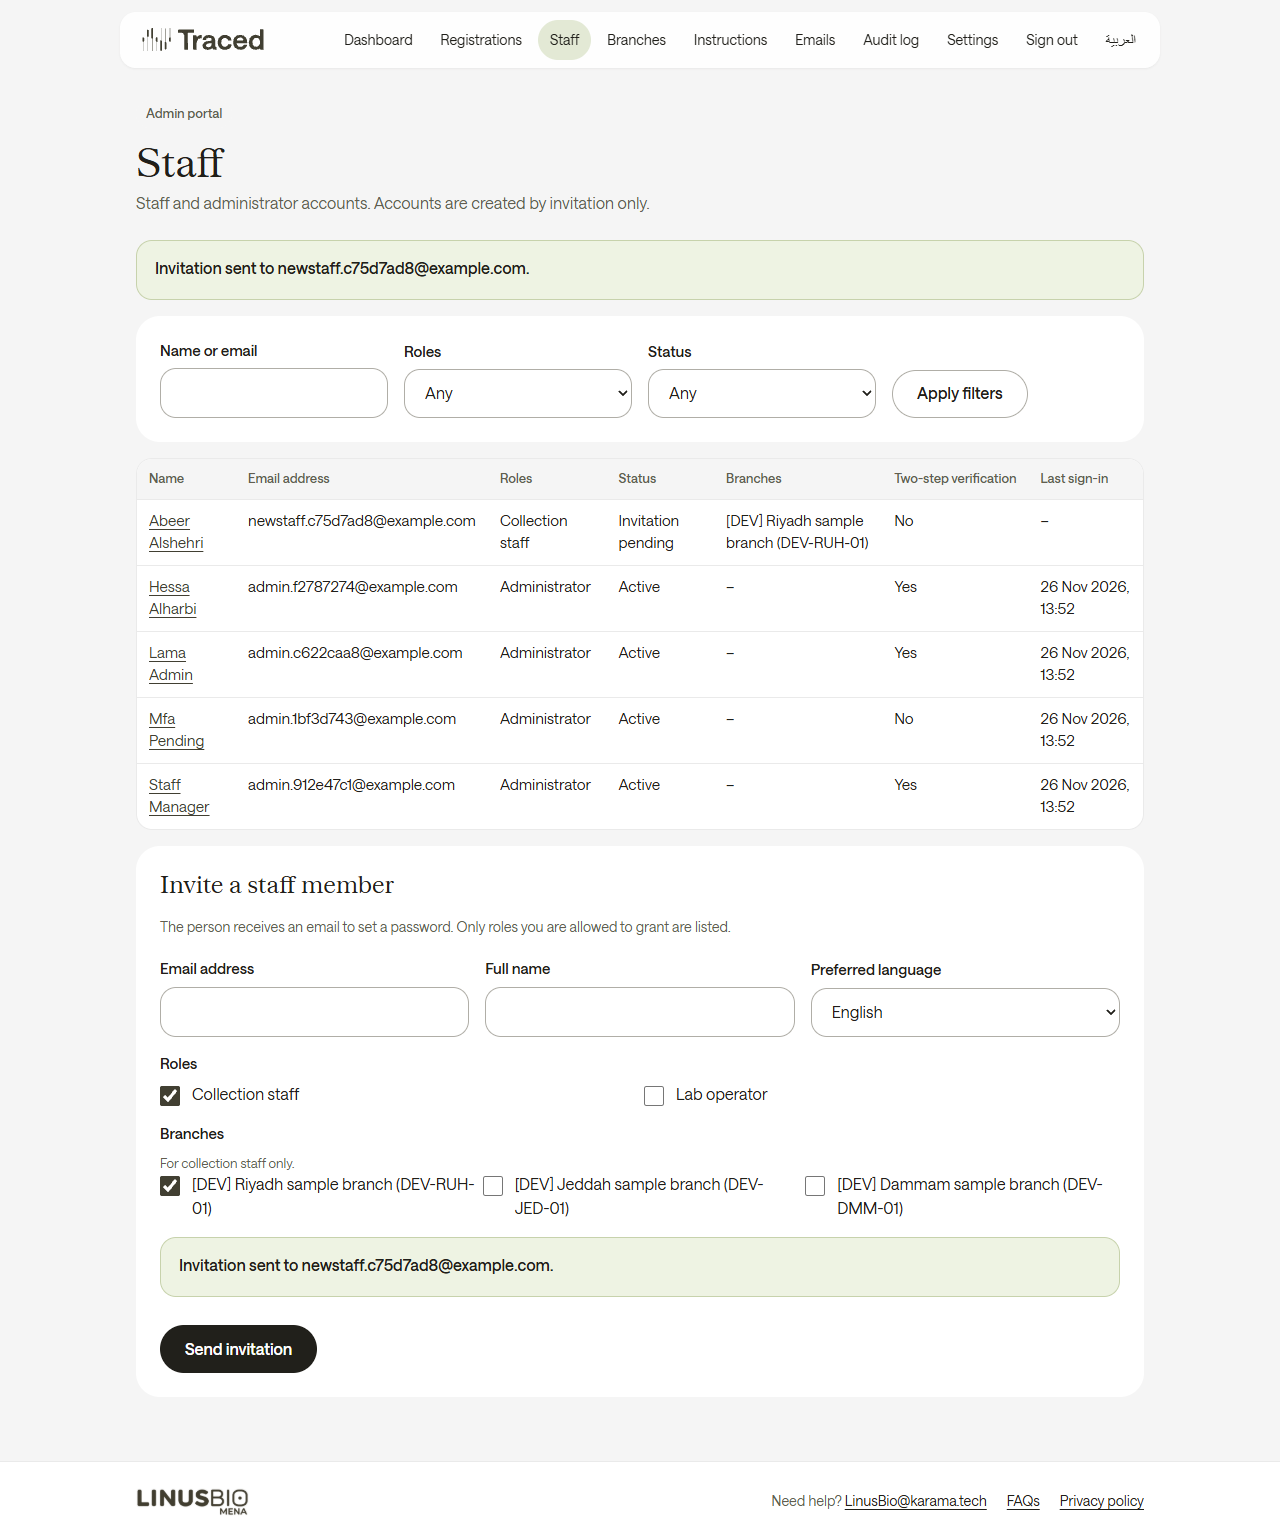 Traced
Dashboard
Registrations
Staff
Branches
Instructions
Emails
Audit log
Settings
Sign out
العربية
Admin portal
Staff
Staff and administrator accounts. Accounts are created by invitation only.
Invitation sent to newstaff.c75d7ad8@example.com.
Name or email
Roles
Status
Any
Any
Apply filters
Name Email address Roles Status Branches Two-step verification Last sign-in
Abeer newstaff.c75d7ad8@example.com Collection Invitation [DEV] Riyadh sample No –
Alshehri staff pending branch (DEV-RUH-01)
Hessa admin.f2787274@example.com Administrator Active – Yes 26 Nov 2026,
Alharbi 13:52
Lama admin.c622caa8@example.com Administrator Active – Yes 26 Nov 2026,
Admin 13:52
Mfa admin.1bf3d743@example.com Administrator Active – No 26 Nov 2026,
Pending 13:52
Staff admin.912e47c1@example.com Administrator Active – Yes 26 Nov 2026,
Manager 13:52
Invite a staff member
The person receives an email to set a password. Only roles you are allowed to grant are listed.
Email address
Full name
Preferred language
English
Roles
Collection staff
Lab operator
Branches
For collection staff only.
[DEV] Riyadh sample branch (DEV-RUH-
01)
[DEV] Jeddah sample branch (DEV-
JED-01)
[DEV] Dammam sample branch (DEV-
DMM-01)
Invitation sent to newstaff.c75d7ad8@example.com.
Send invitation
LINUSBIO
MENA
Need help? LinusBio@karama.tech
FAQs
Privacy policy